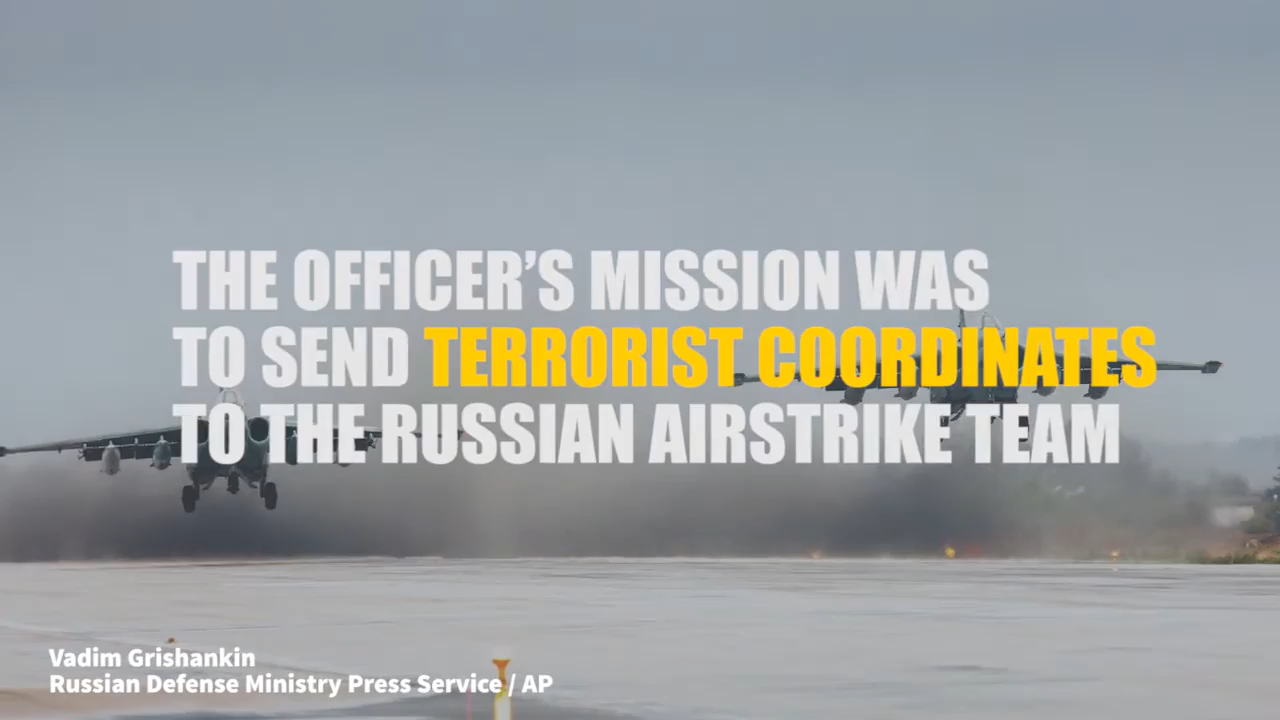 THE OFFICER’S MISSION WAS
TO SEND TERRORIST COORDINATES
TO THE RUSSIAN AIRSTRIKE TEAM
Vadim Grishankin
Russian Defense Ministry Press Service / AP